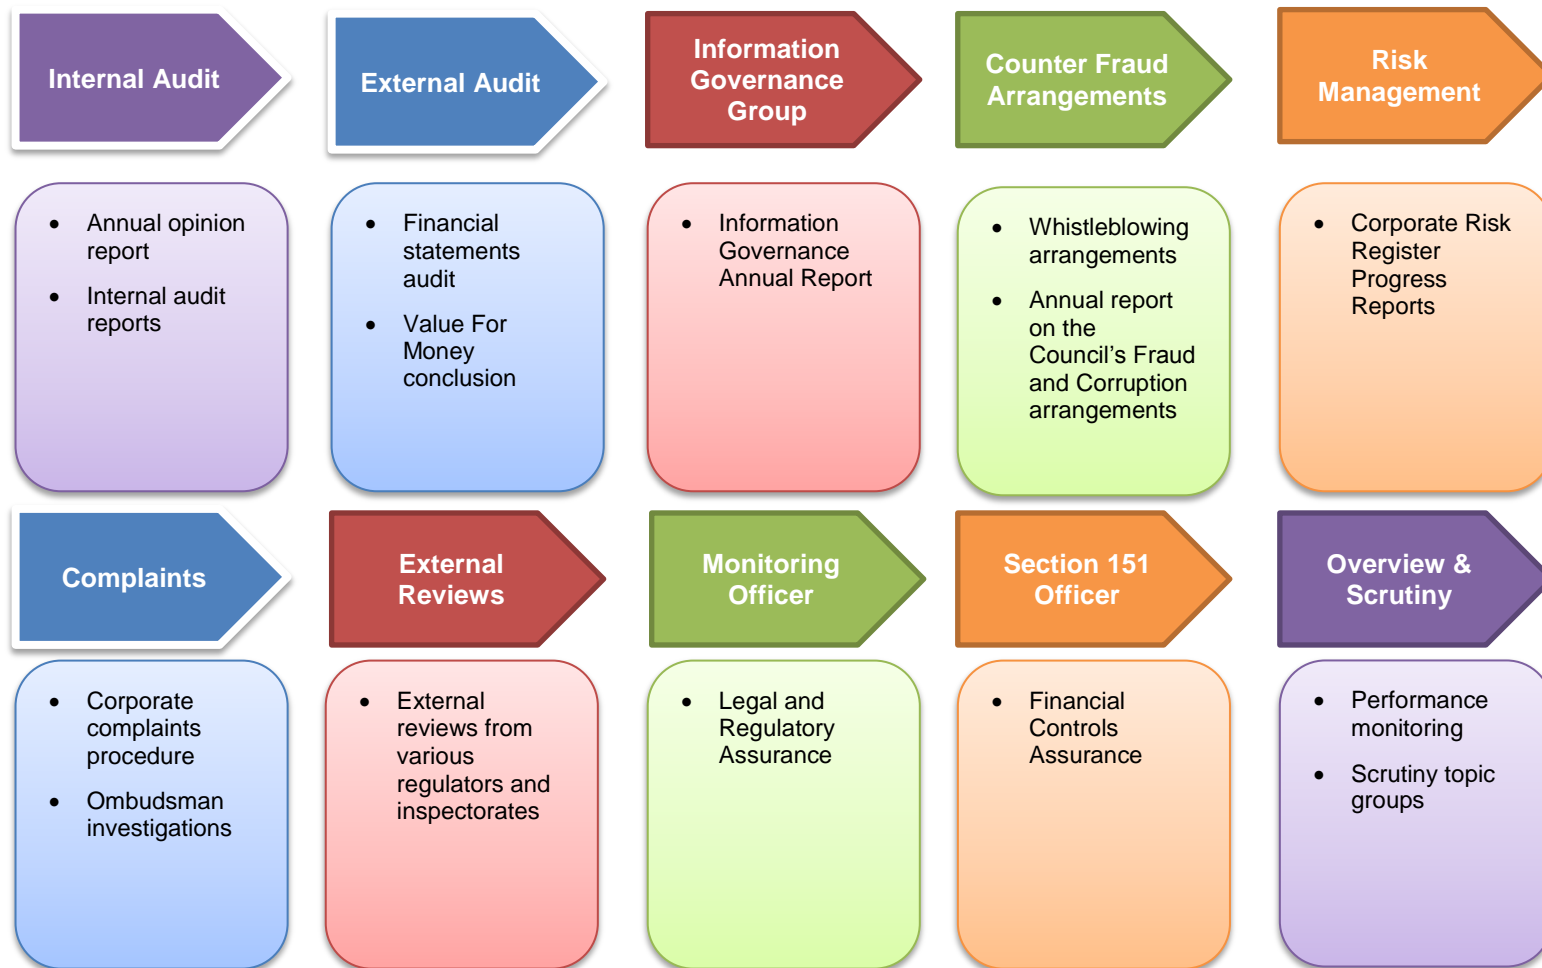 Internal Audit
External Audit
Information
Governance
Group
Counter Fraud
Arrangements
Risk
Management
• Annual opinion
report
• Internal audit
reports
• Financial
statements
audit
• Value For
Money
conclusion
• Information
Governance
Annual Report
• Whistleblowing
arrangements
• Annual report
on the
Council’s Fraud
and Corruption
arrangements
• Corporate Risk
Register
Progress
Reports
Complaints
External
Reviews
Monitoring
Officer
Section 151
Officer
Overview &
Scrutiny
• Corporate
complaints
procedure
• Ombudsman
investigations
• External
reviews from
various
regulators and
inspectorates
• Legal and
Regulatory
Assurance
• Financial
Controls
Assurance
• Performance
monitoring
• Scrutiny topic
groups